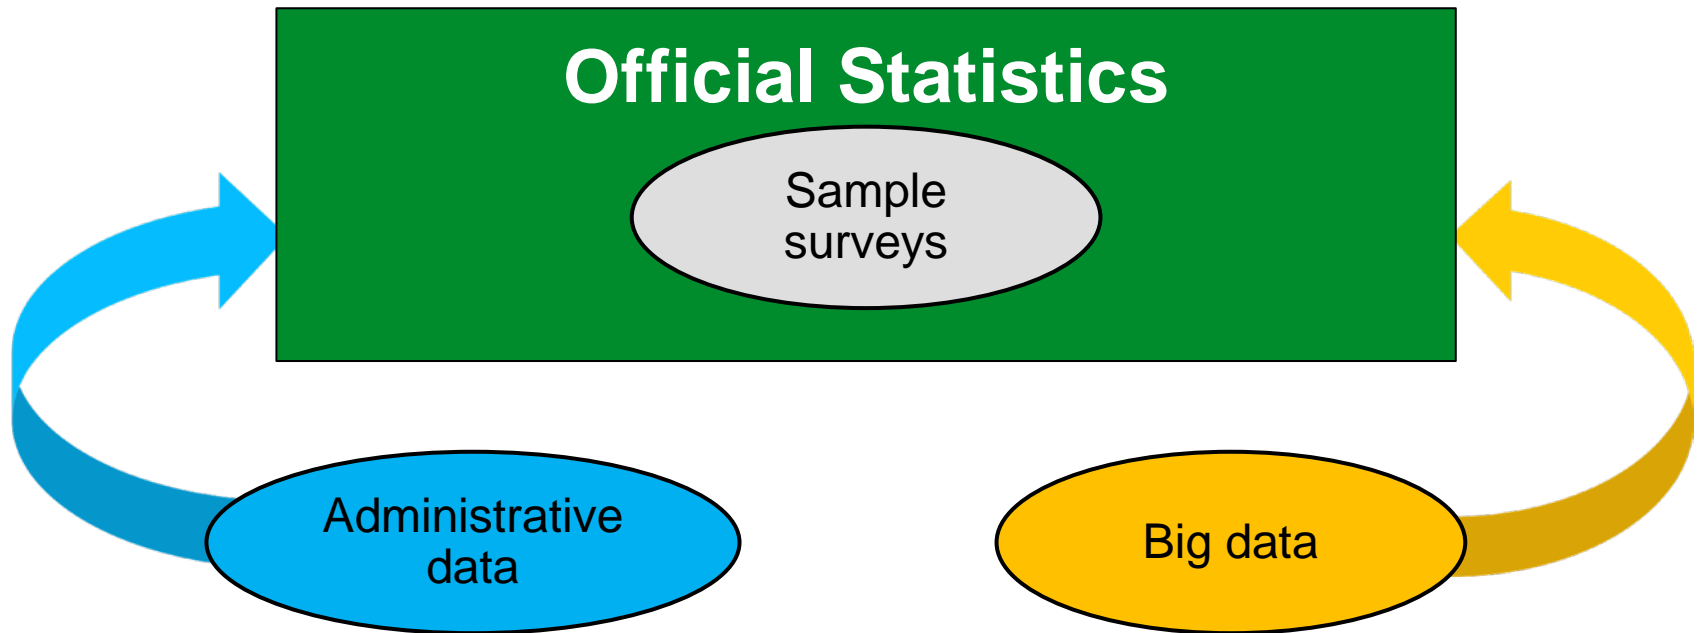 Official Statistics
Sample
surveys
Administrative
data
Big data